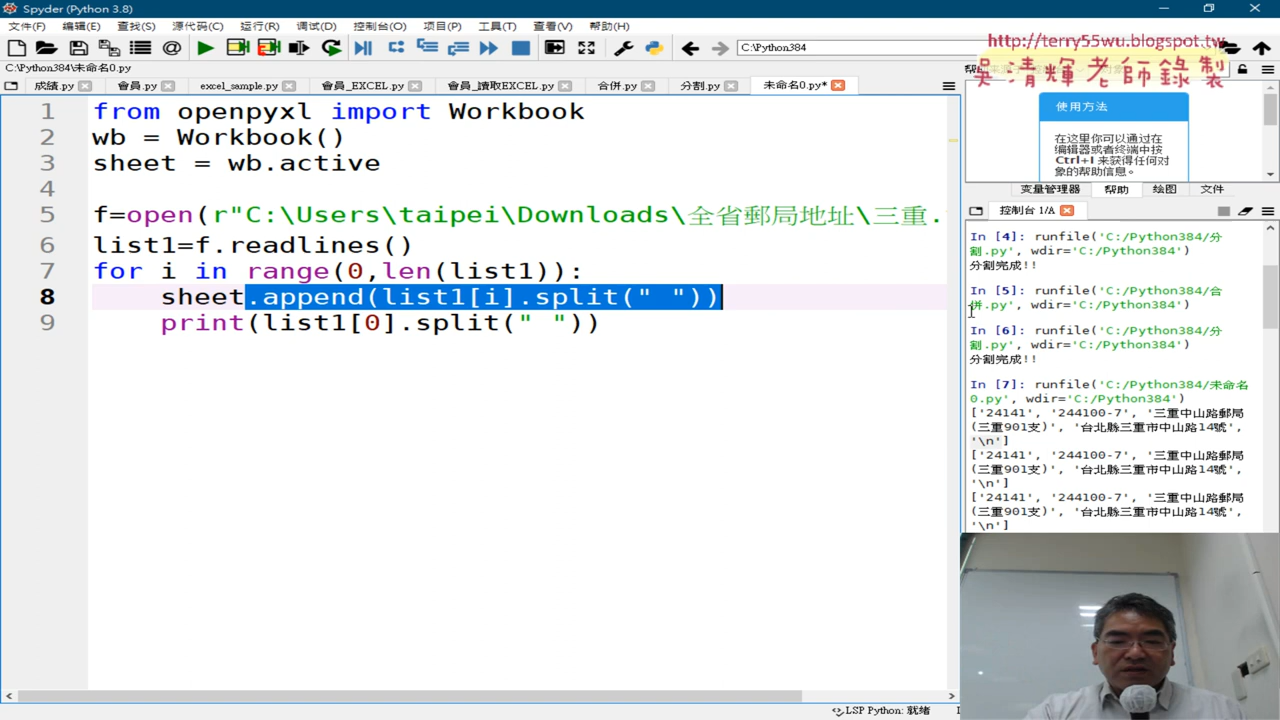 Spyder (Python 3.8)
文件(F) 编辑(E) 查找(S) 源代码(C) 运行(R) 调试(D) 控制台(O) 项目(P) 工具(T) 查看(V) 帮助(H)
C:\Python384
http://terry55wu.blogspot.tw
吳清輝老師錄製
C:\Python384\未命名0.py
成績.py 會員.py excel_sample.py 會員_EXCEL.py 會員_讀取EXCEL.py 合併.py 分割.py 未命名0.py*
1 from openpyxl import Workbook
2 wb = Workbook()
3 sheet = wb.active
4
5 f=open(r"C:\Users\taipei\Downloads\全省郵局地址\三重.
6 list1=f.readlines()
7 for i in range(0,len(list1)):
8 sheet.append(list1[i].split(" "))
9 print(list1[0].split(" "))
使用方法
在这里你可以通过在
编辑器或者终端中按
Ctrl+I 来获得任何对
象的帮助信息。
变量管理器 帮助 绘图 文件
控制台 1/A
In [4]: runfile('C:/Python384/分
割.py', wdir='C:/Python384')
分割完成!!
In [5]: runfile('C:/Python384/合
併.py', wdir='C:/Python384')
In [6]: runfile('C:/Python384/分
割.py', wdir='C:/Python384')
分割完成!!
In [7]: runfile('C:/Python384/未命名
0.py', wdir='C:/Python384')
['24141', '244100-7', '三重中山路郵局
(三重901支)', '台北縣三重市中山路14號',
'\n']
['24141', '244100-7', '三重中山路郵局
(三重901支)', '台北縣三重市中山路14號',
'\n']
['24141', '244100-7', '三重中山路郵局
(三重901支)', '台北縣三重市中山路14號',
'\n']
LSP Python: 就绪